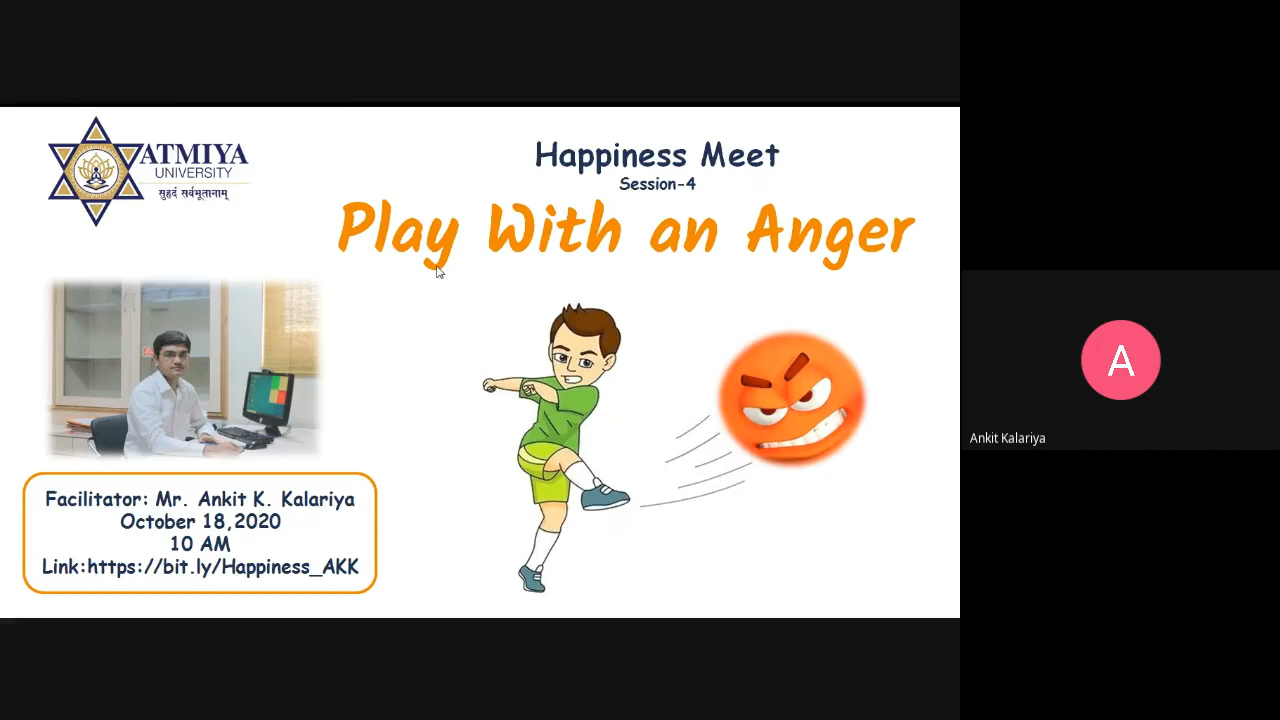 ATMIYA
UNIVERSITY
सुहृदं सर्वभूतानाम्
Happiness Meet
Session-4
Play With an Anger
Facilitator: Mr. Ankit K. Kalariya
October 18,2020
10 AM
Link:https://bit.ly/Happiness_AKK
A
Ankit Kalariya